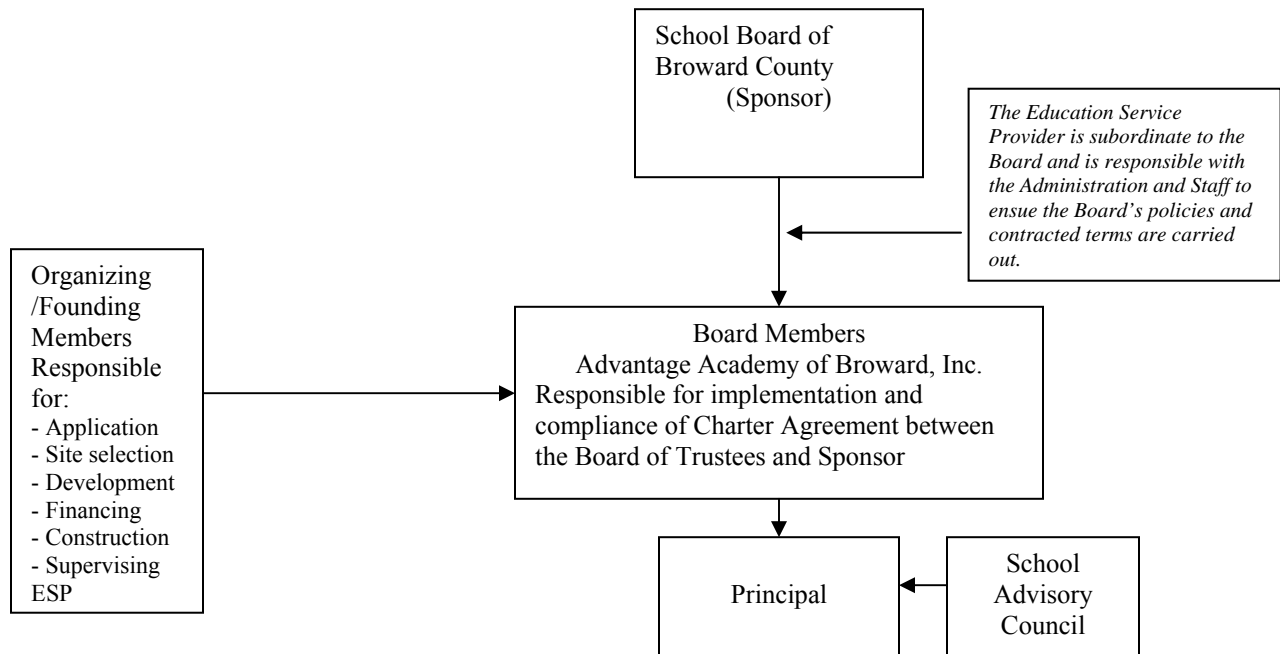 School Board of
Broward County
(Sponsor)
The Education Service
Provider is subordinate to the
Board and is responsible with
the Administration and Staff to
ensue the Board’s policies and
contracted terms are carried
out.
Organizing
/Founding
Members
Responsible
for:
- Application
- Site selection
- Development
- Financing
- Construction
- Supervising
ESP
Board Members
Advantage Academy of Broward, Inc.
Responsible for implementation and
compliance of Charter Agreement between
the Board of Trustees and Sponsor
Principal
School
Advisory
Council